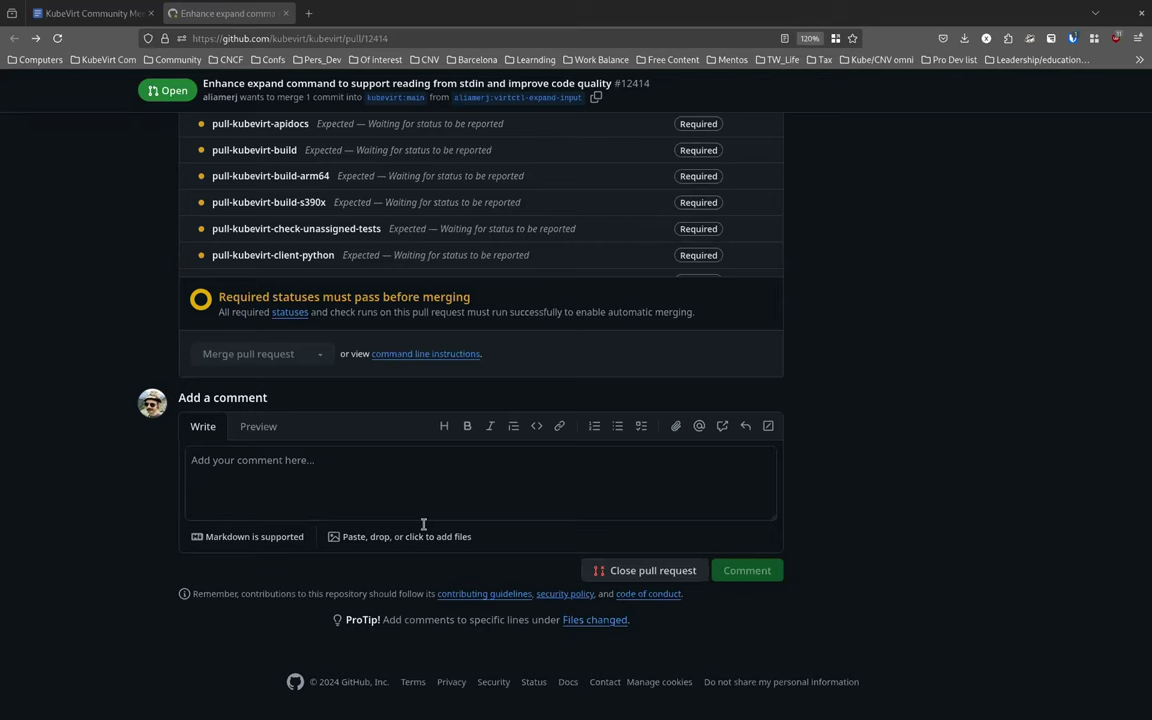 KubeVirt Community Me
Enhance expand comma
https://github.com/kubevirt/kubevirt/pull/12414
120%
11
Computers
KubeVirt Com
Community
CNCF
Confs
Pers_Dev
Of interest
CNV
Barcelona
Learnding
Work Balance
Free Content
Mentos
TW_Life
Tax
Kube/CNV omni
Pro Dev list
Leadership/education...
Open
Enhance expand command to support reading from stdin and improve code quality #12414
aliamerj wants to merge 1 commit into kubevirt:main from aliamerj:virtctl-expand-input
pull-kubevirt-apidocs Expected — Waiting for status to be reported Required
pull-kubevirt-build Expected — Waiting for status to be reported Required
pull-kubevirt-build-arm64 Expected — Waiting for status to be reported Required
pull-kubevirt-build-s390x Expected — Waiting for status to be reported Required
pull-kubevirt-check-unassigned-tests Expected — Waiting for status to be reported Required
pull-kubevirt-client-python Expected — Waiting for status to be reported Required
Required statuses must pass before merging
All required statuses and check runs on this pull request must run successfully to enable automatic merging.
Merge pull request or view command line instructions.
Add a comment
Write Preview
Add your comment here...
Markdown is supported
Paste, drop, or click to add files
Close pull request
Comment
Remember, contributions to this repository should follow its contributing guidelines, security policy, and code of conduct.
ProTip! Add comments to specific lines under Files changed.
© 2024 GitHub, Inc. Terms Privacy Security Status Docs Contact Manage cookies Do not share my personal information